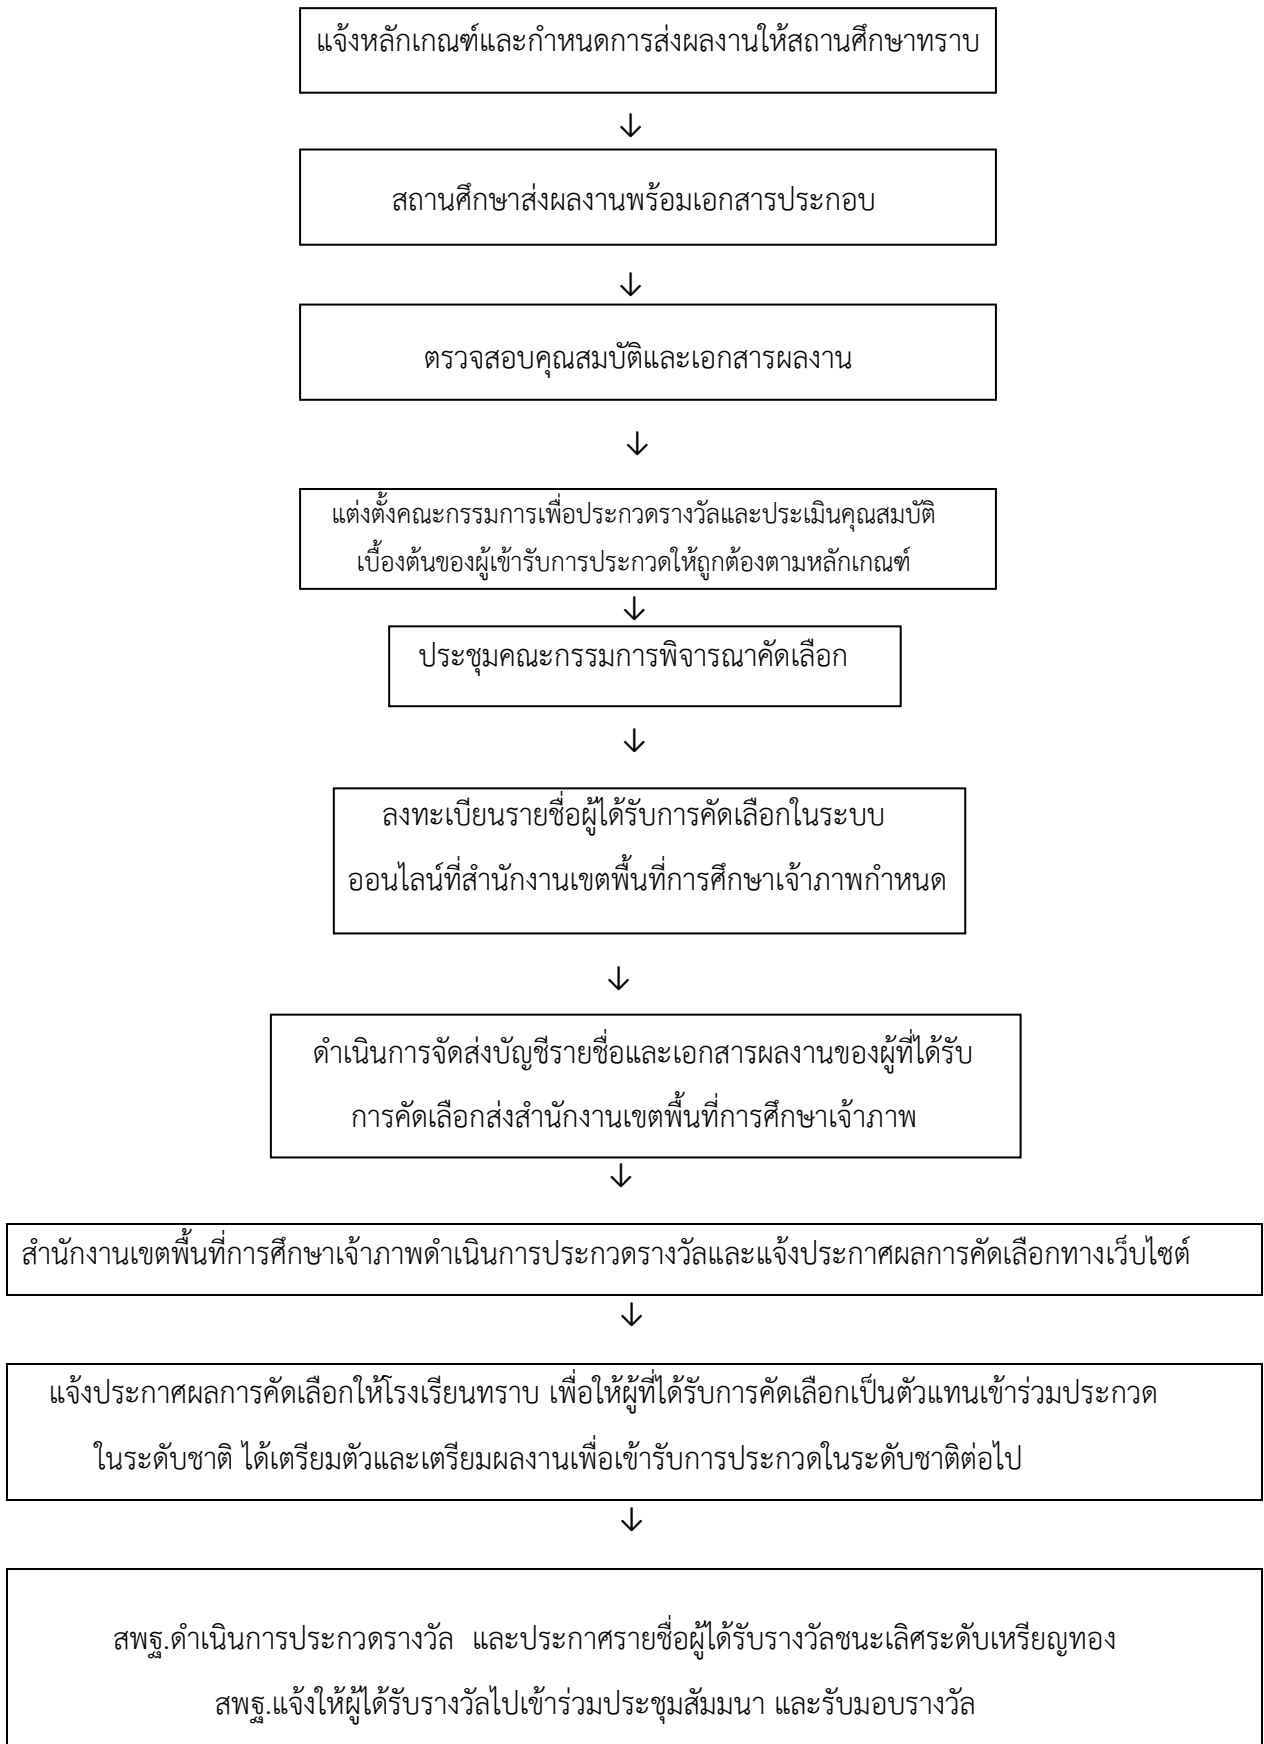 แจ้งหลักเกณฑ์และกำหนดการส่งผลงานให้สถานศึกษาทราบ
↓
สถานศึกษาส่งผลงานพร้อมเอกสารประกอบ
↓
ตรวจสอบคุณสมบัติและเอกสารผลงาน
↓
แต่งตั้งคณะกรรมการเพื่อประกวดรางวัลและประเมินคุณสมบัติ
เบื้องต้นของผู้เข้ารับการประกวดให้ถูกต้องตามหลักเกณฑ์
↓
ประชุมคณะกรรมการพิจารณาคัดเลือก
↓
ลงทะเบียนรายชื่อผู้ได้รับการคัดเลือกในระบบ
ออนไลน์ที่สำนักงานเขตพื้นที่การศึกษาเจ้าภาพกำหนด
↓
ดำเนินการจัดส่งบัญชีรายชื่อและเอกสารผลงานของผู้ที่ได้รับ
การคัดเลือกส่งสำนักงานเขตพื้นที่การศึกษาเจ้าภาพ
↓
สำนักงานเขตพื้นที่การศึกษาเจ้าภาพดำเนินการประกวดรางวัลและแจ้งประกาศผลการคัดเลือกทางเว็บไซต์
↓
แจ้งประกาศผลการคัดเลือกให้โรงเรียนทราบ เพื่อให้ผู้ที่ได้รับการคัดเลือกเป็นตัวแทนเข้าร่วมประกวด
ในระดับชาติ ได้เตรียมตัวและเตรียมผลงานเพื่อเข้ารับการประกวดในระดับชาติต่อไป
↓
สพฐ.ดำเนินการประกวดรางวัล และประกาศรายชื่อผู้ได้รับรางวัลชนะเลิศระดับเหรียญทอง
สพฐ.แจ้งให้ผู้ได้รับรางวัลไปเข้าร่วมประชุมสัมมนา และรับมอบรางวัล